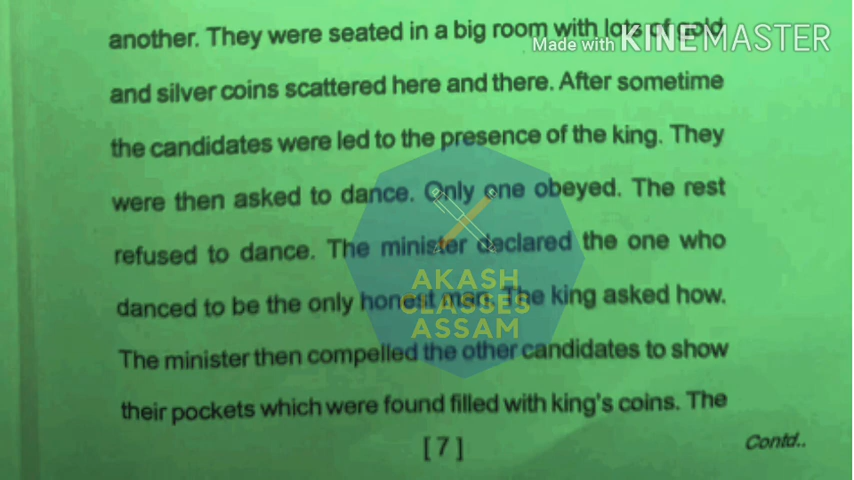 another. They were seated in a big room with lots of gold
Made with KINEMASTER
and silver coins scattered here and there. After sometime
the candidates were led to the presence of the king. They
were then asked to dance. Only one obeyed. The rest
refused to dance. The minister declared the one who
danced to be the only honest man. The king asked how.
AKASH
CLASSES
ASSAM
The minister then compelled the other candidates to show
their pockets which were found filled with king's coins. The
[7]
Contd..